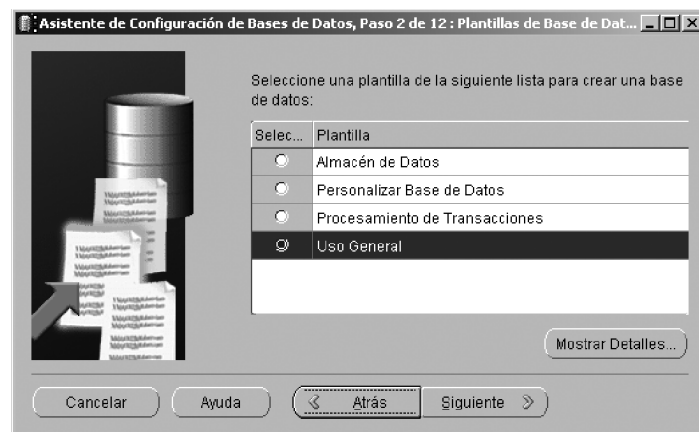 Asistente de Configuración de Bases de Datos, Paso 2 de 12 : Plantillas de Base de Dat...
Seleccione una plantilla de la siguiente lista para crear una base
de datos:
Selec... Plantilla
Almacén de Datos
Personalizar Base de Datos
Procesamiento de Transacciones
Uso General
Mostrar Detalles...
Cancelar Ayuda Atrás Siguiente